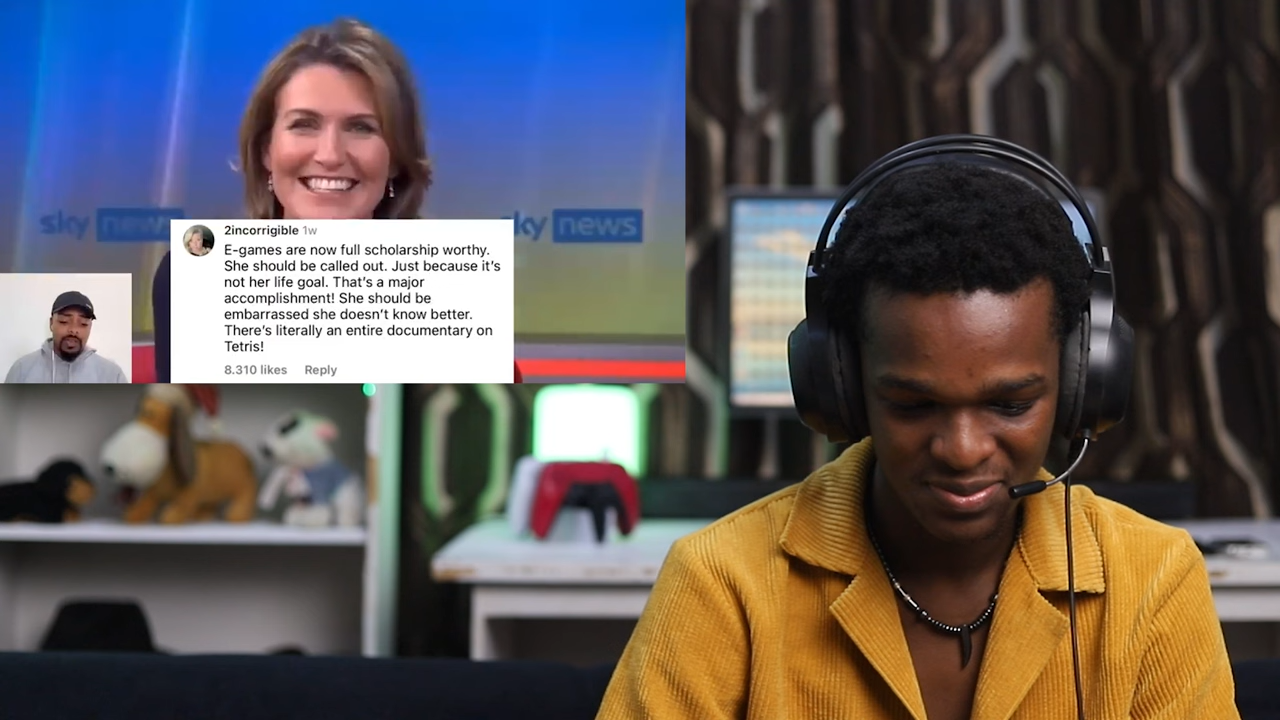 sky news
sky news
2incorrigible 1w
E-games are now full scholarship worthy.
She should be called out. Just because it's
not her life goal. That's a major
accomplishment! She should be
embarrassed she doesn't know better.
There's literally an entire documentary on
Tetris!
8.310 likes Reply